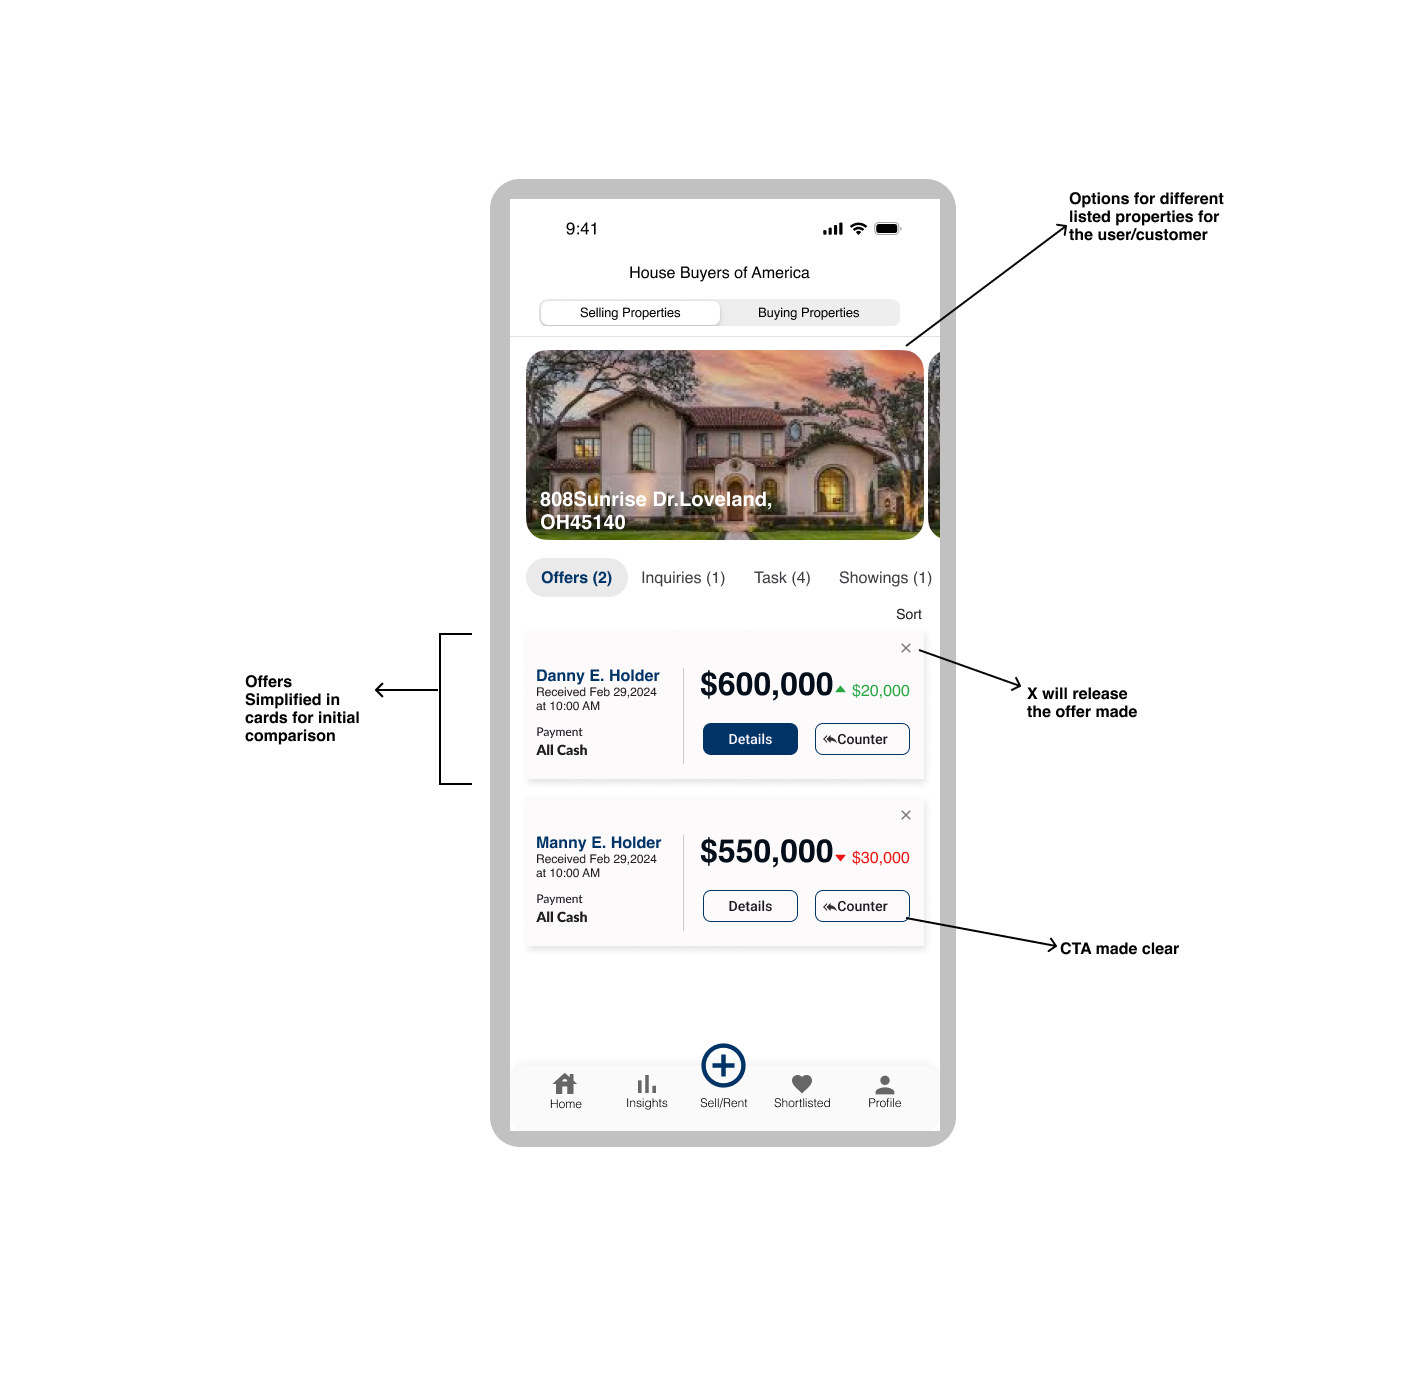 Options for different
listed properties for
the user/customer
9:41
House Buyers of America
Selling Properties
Buying Properties
808Sunrise Dr.Loveland,
OH45140
Offers (2)
Inquiries (1)
Task (4)
Showings (1)
Sort
Offers
Simplified in
cards for initial
comparison
Danny E. Holder
Received Feb 29,2024
at 10:00 AM
Payment
All Cash
$600,000
$20,000
Details
Counter
X will release
the offer made
Manny E. Holder
Received Feb 29,2024
at 10:00 AM
Payment
All Cash
$550,000
$30,000
Details
Counter
CTA made clear
Home
Insights
Sell/Rent
Shortlisted
Profile